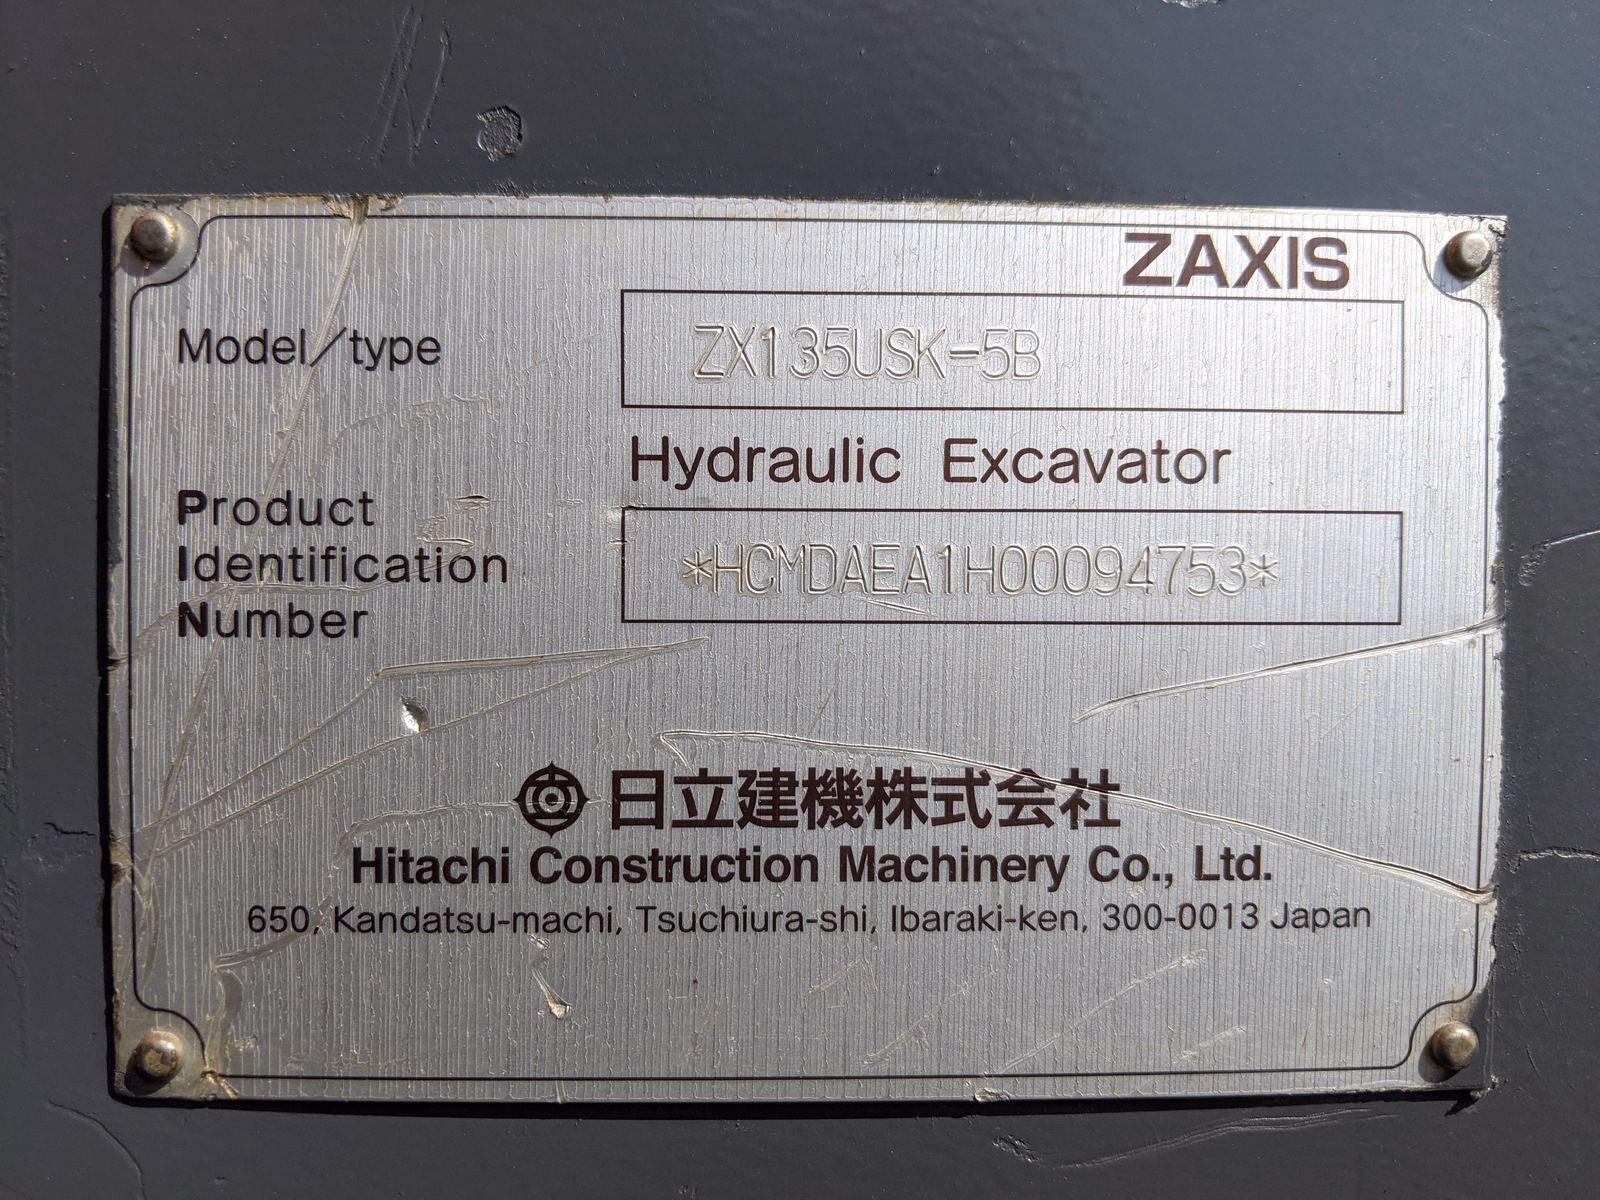 ZAXIS
Model/type
ZX135USK-5B
Hydraulic Excavator
Product
Identification
Number
*HCMDAEA1H00094753*
日立建機株式会社
Hitachi Construction Machinery Co., Ltd.
650, Kandatsu-machi, Tsuchiura-shi, Ibaraki-ken, 300-0013 Japan